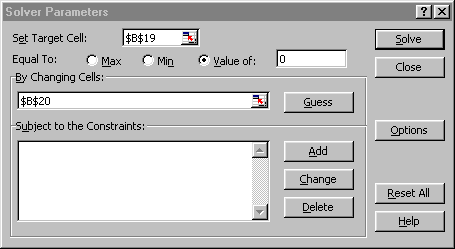 Solver Parameters
Set Target Cell: $B$19 Solve
Equal To: Max Min Value of: 0 Close
By Changing Cells:
$B$20 Guess
Subject to the Constraints: Options
Add
Change Reset All
Delete Help